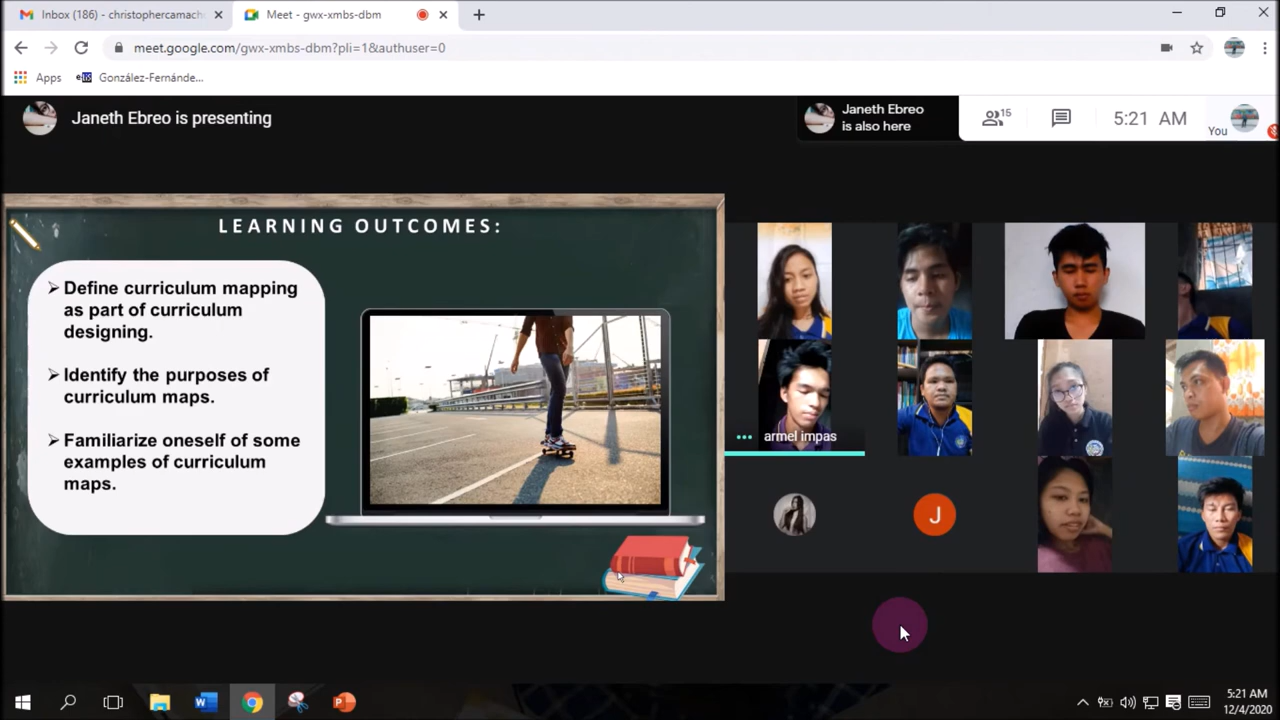 Inbox (186) - christophercamach
Meet - gwx-xmbs-dbm
meet.google.com/gwx-xmbs-dbm?pli=1&authuser=0
Apps
González-Fernánde...
Janeth Ebreo is presenting
Janeth Ebreo
is also here
15
5:21 AM
You
LEARNING OUTCOMES:
➢ Define curriculum mapping
as part of curriculum
designing.
➢ Identify the purposes of
curriculum maps.
➢ Familiarize oneself of some
examples of curriculum
maps.
armel impas
J
5:21 AM
12/4/2020